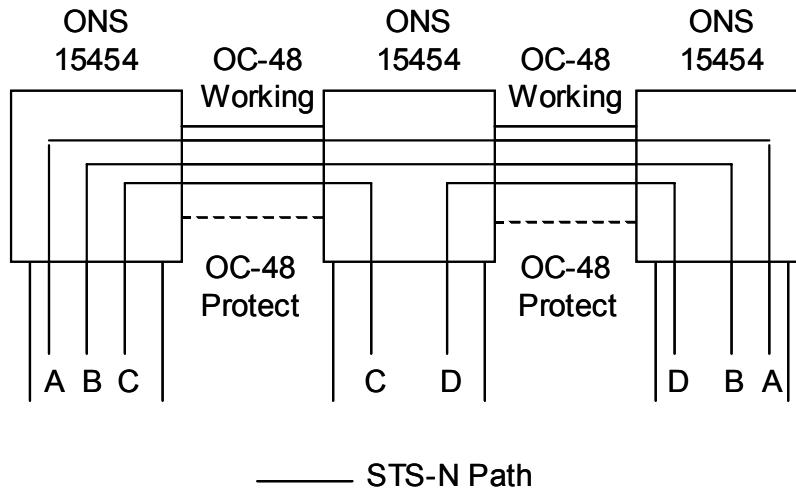 ONS
15454
OC-48
Working
ONS
15454
OC-48
Working
ONS
15454
OC-48
Protect
OC-48
Protect
A B C
C D
D B A
STS-N Path